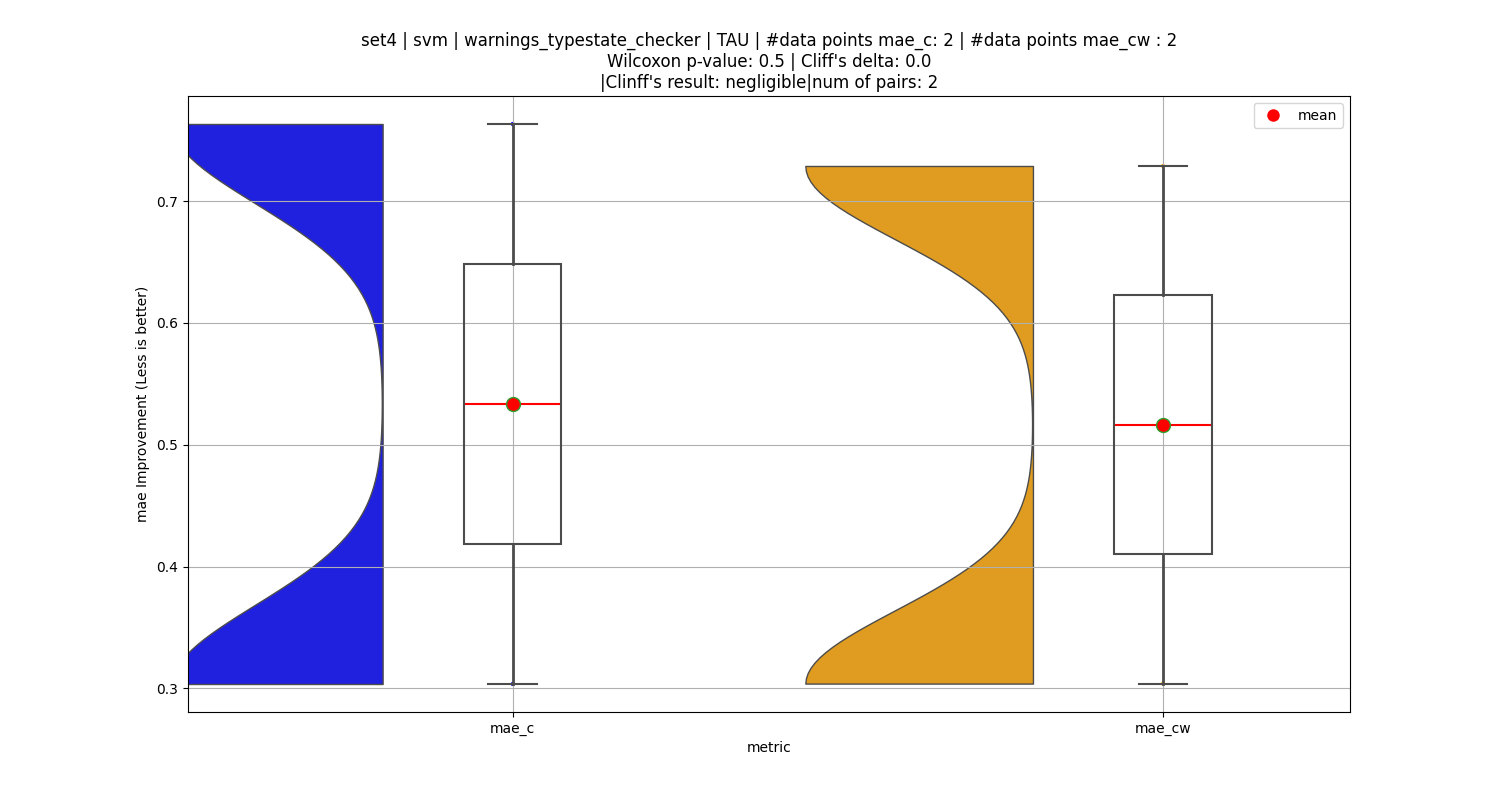 set4 | svm | warnings_typestate_checker | TAU | #data points mae_c: 2 | #data points mae_cw : 2
Wilcoxon p-value: 0.5 | Cliff's delta: 0.0
|Clinff's result: negligible|num of pairs: 2
mean
mae Improvement (Less is better)
0.7
0.6
0.5
0.4
0.3
mae_c
mae_cw
metric